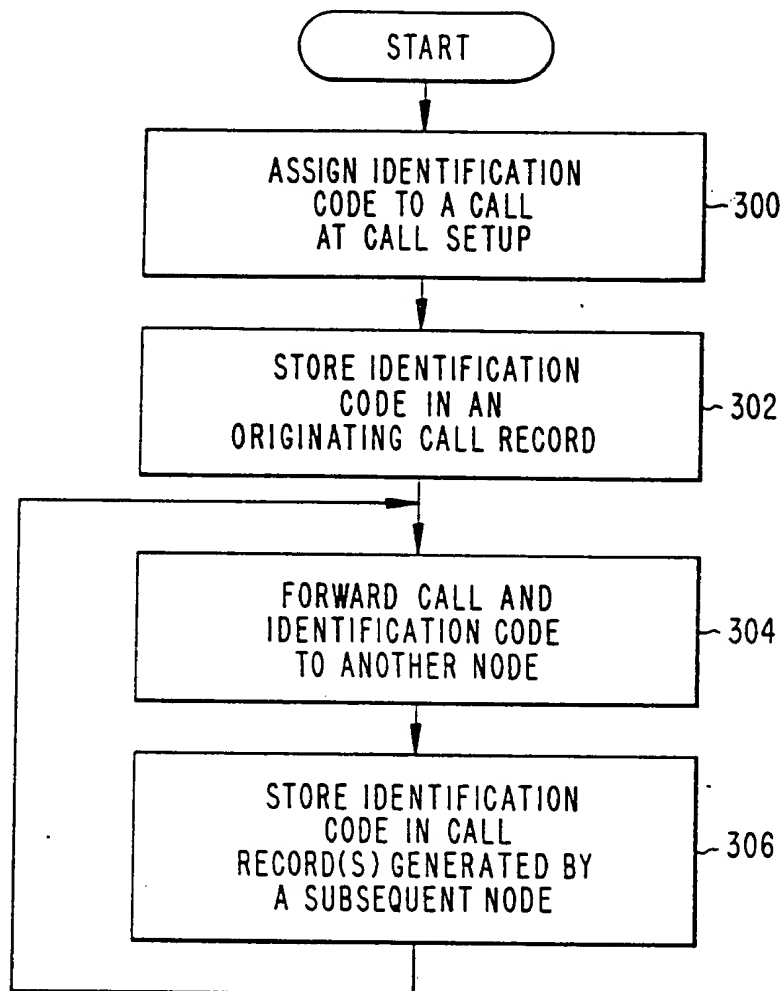 START
ASSIGN IDENTIFICATION
CODE TO A CALL
AT CALL SETUP
300
STORE IDENTIFICATION
CODE IN AN
ORIGINATING CALL RECORD
302
FORWARD CALL AND
IDENTIFICATION CODE
TO ANOTHER NODE
304
STORE IDENTIFICATION
CODE IN CALL
RECORD(S) GENERATED BY
A SUBSEQUENT NODE
306